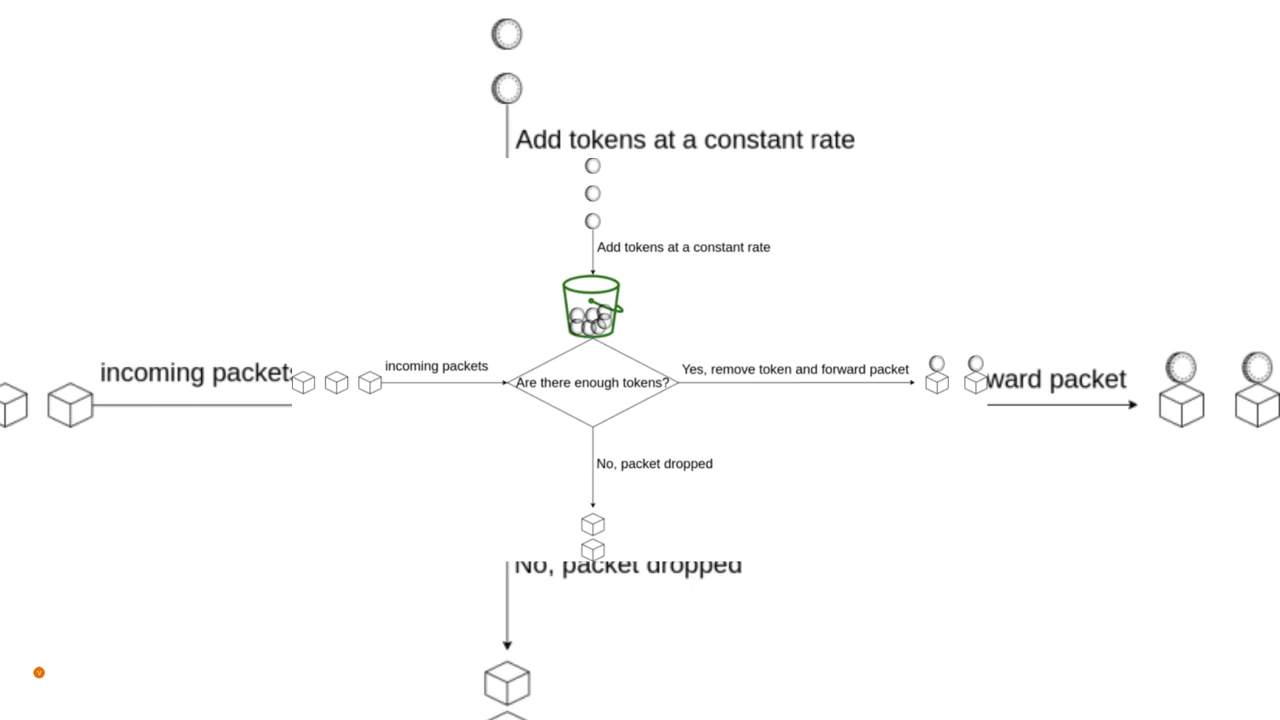 Add tokens at a constant rate
Add tokens at a constant rate
incoming packets
incoming packets
Are there enough tokens?
Yes, remove token and forward packet
ward packet
No, packet dropped
No, packet dropped
V